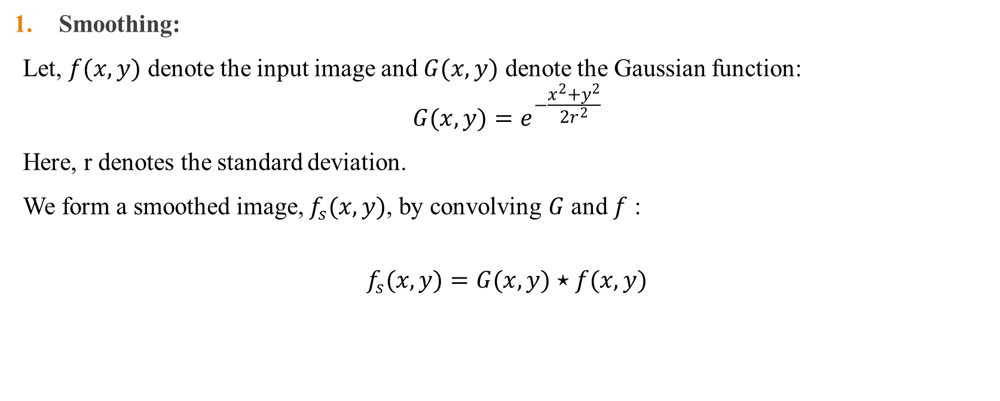 1. Smoothing:
Let, f(x, y) denote the input image and G(x, y) denote the Gaussian function:
G(x, y) = e^{-\frac{x^2+y^2}{2r^2}}
Here, r denotes the standard deviation.
We form a smoothed image, f_s(x, y), by convolving G and f :
f_s(x, y) = G(x, y) ⋆ f(x, y)